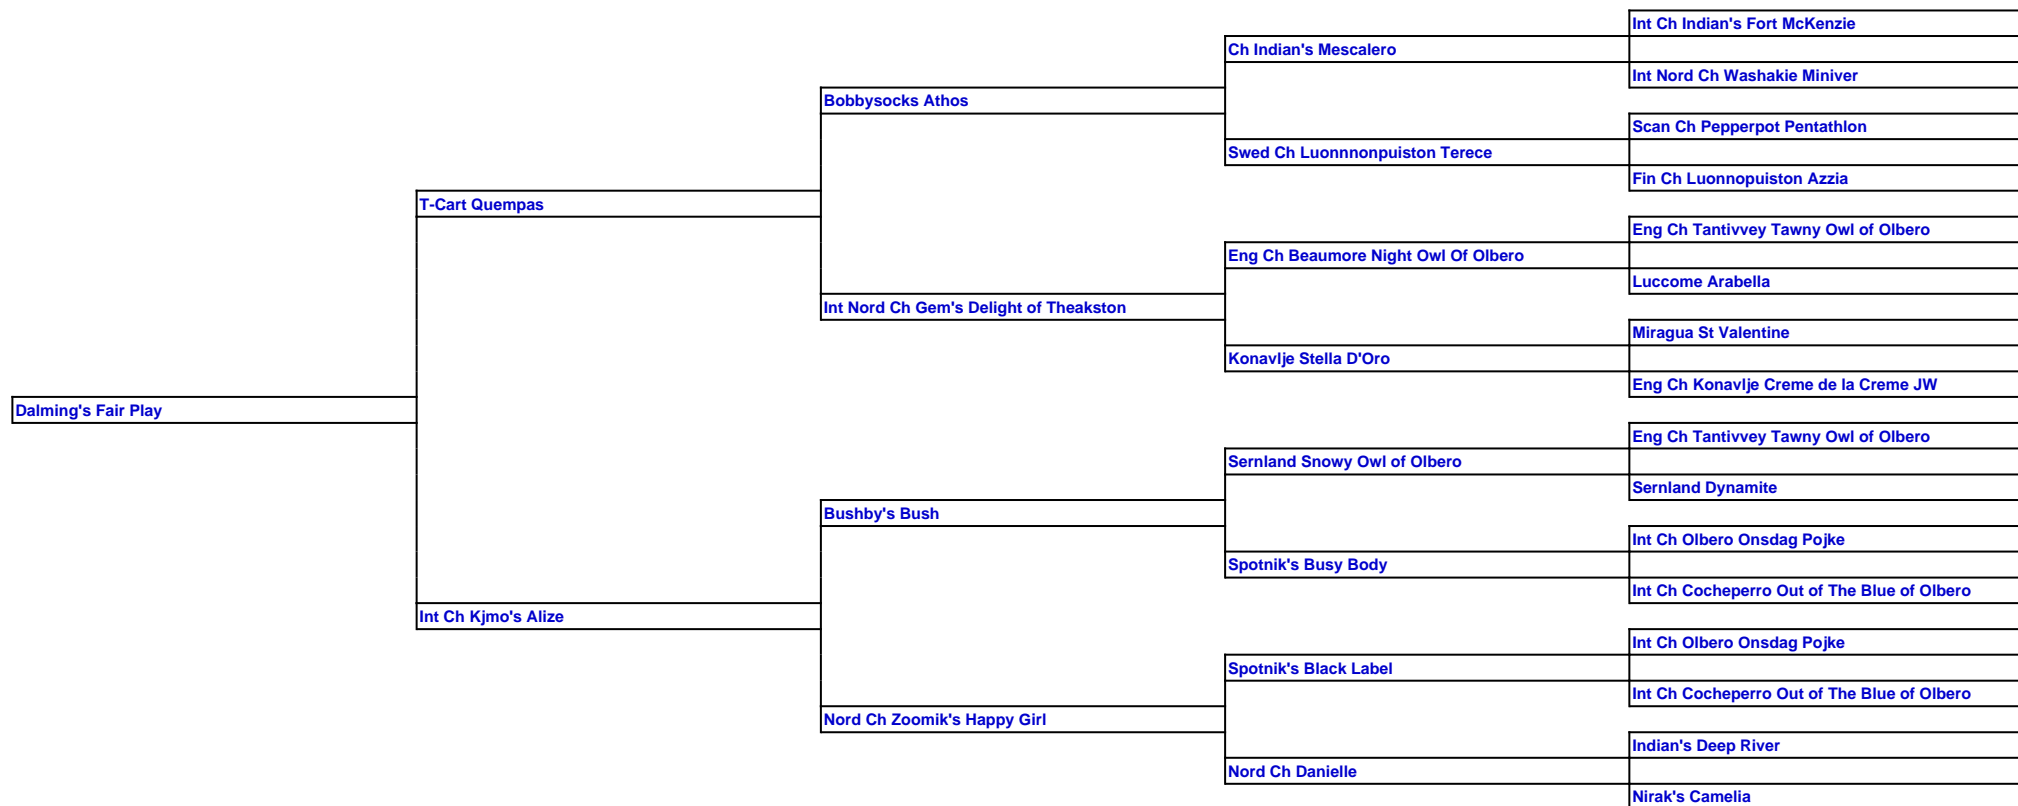 Int Ch Indian's Fort McKenzie
Ch Indian's Mescalero
Int Nord Ch Washakie Miniver
Bobbysocks Athos
Scan Ch Pepperpot Pentathlon
Swed Ch Luonnnonpuiston Terece
Fin Ch Luonnopuiston Azzia
T-Cart Quempas
Eng Ch Tantivvey Tawny Owl of Olbero
Eng Ch Beaumore Night Owl Of Olbero
Luccome Arabella
Int Nord Ch Gem's Delight of Theakston
Miragua St Valentine
Konavlje Stella D'Oro
Eng Ch Konavlje Creme de la Creme JW
Dalming's Fair Play
Eng Ch Tantivvey Tawny Owl of Olbero
Sernland Snowy Owl of Olbero
Sernland Dynamite
Bushby's Bush
Int Ch Olbero Onsdag Pojke
Spotnik's Busy Body
Int Ch Cocheperro Out of The Blue of Olbero
Int Ch Kjmo's Alize
Int Ch Olbero Onsdag Pojke
Spotnik's Black Label
Int Ch Cocheperro Out of The Blue of Olbero
Nord Ch Zoomik's Happy Girl
Indian's Deep River
Nord Ch Danielle
Nirak's Camelia